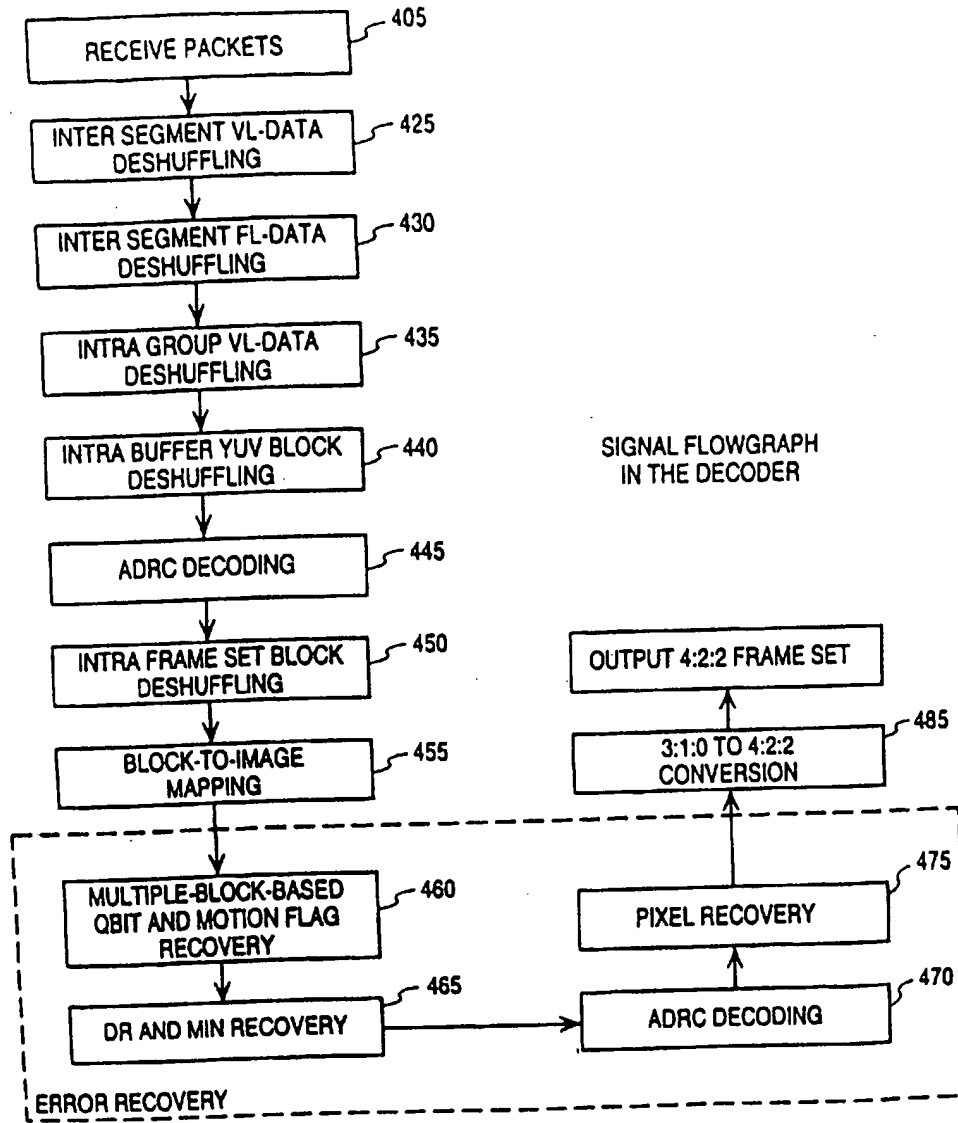 RECEIVE PACKETS
405
INTER SEGMENT VL-DATA
DESHUFFLING
425
INTER SEGMENT FL-DATA
DESHUFFLING
430
INTRA GROUP VL-DATA
DESHUFFLING
435
INTRA BUFFER YUV BLOCK
DESHUFFLING
440
SIGNAL FLOWGRAPH
IN THE DECODER
ADRC DECODING
445
INTRA FRAME SET BLOCK
DESHUFFLING
450
BLOCK-TO-IMAGE
MAPPING
455
MULTIPLE-BLOCK-BASED
QBIT AND MOTION FLAG
RECOVERY
460
DR AND MIN RECOVERY
465
ADRC DECODING
470
PIXEL RECOVERY
475
3:1:0 TO 4:2:2
CONVERSION
485
OUTPUT 4:2:2 FRAME SET
ERROR RECOVERY